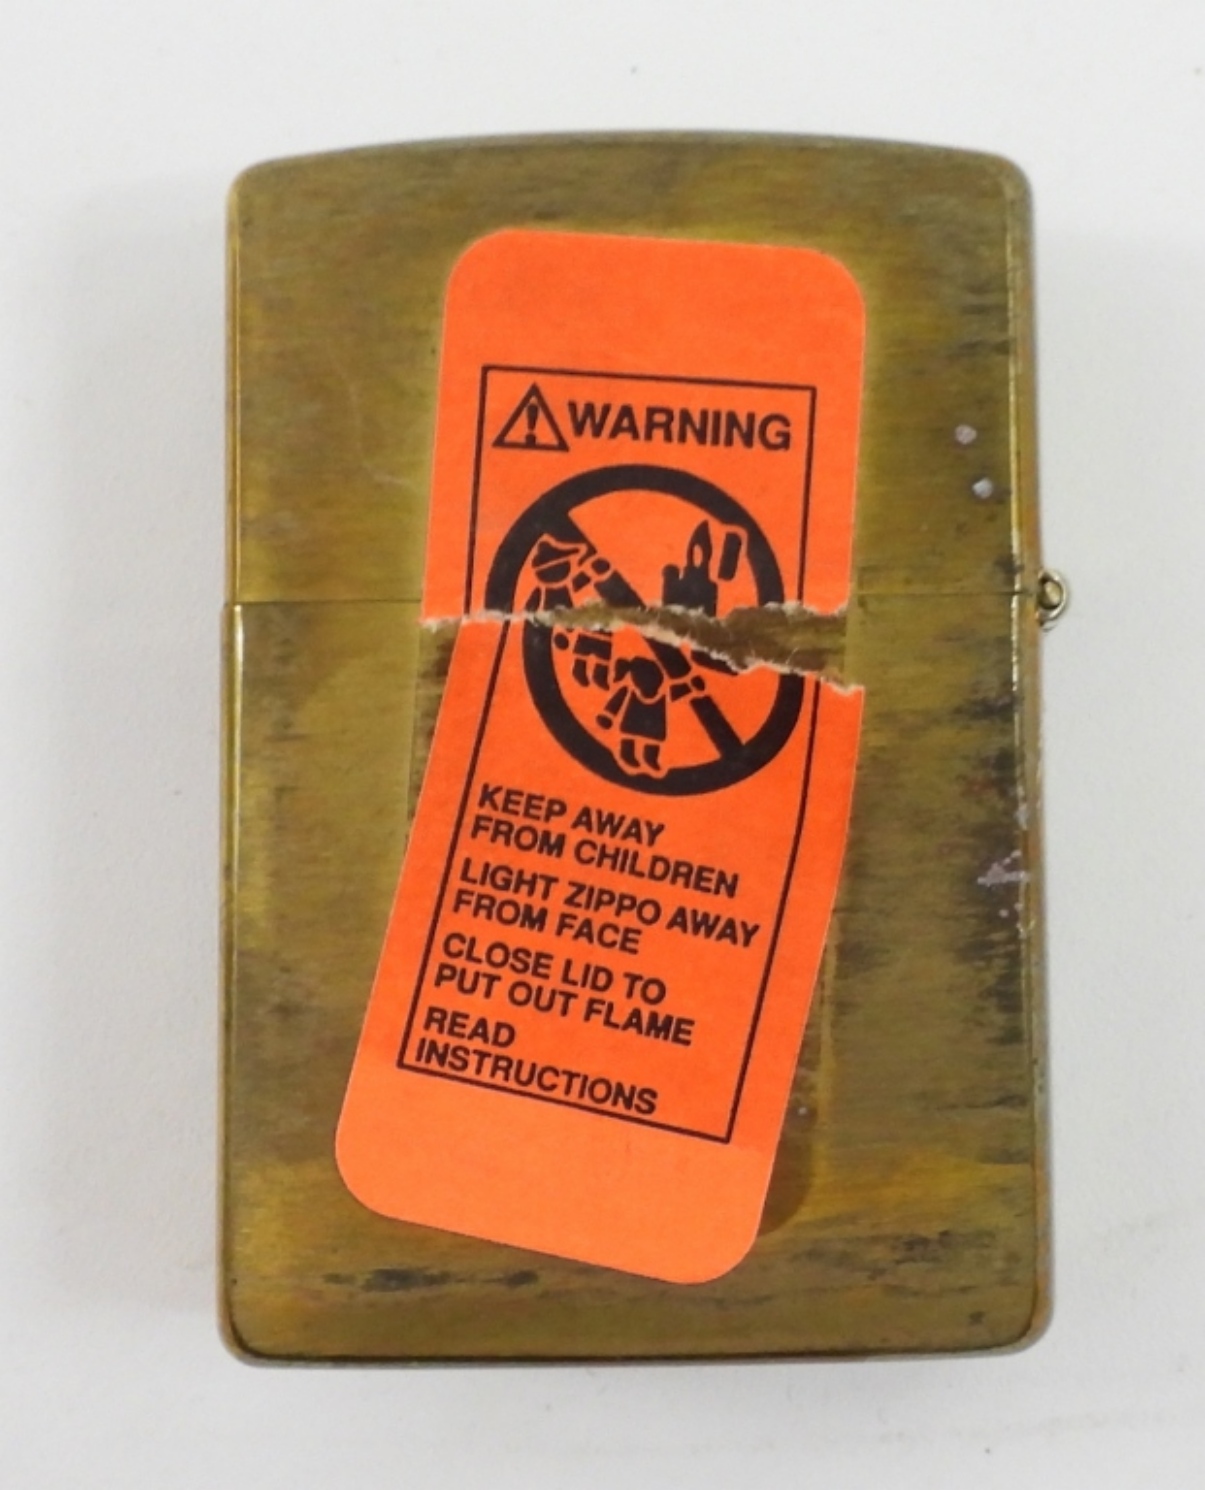 WARNING
KEEP AWAY
FROM CHILDREN
LIGHT ZIPPO AWAY
FROM FACE
CLOSE LID TO
PUT OUT FLAME
READ
INSTRUCTIONS